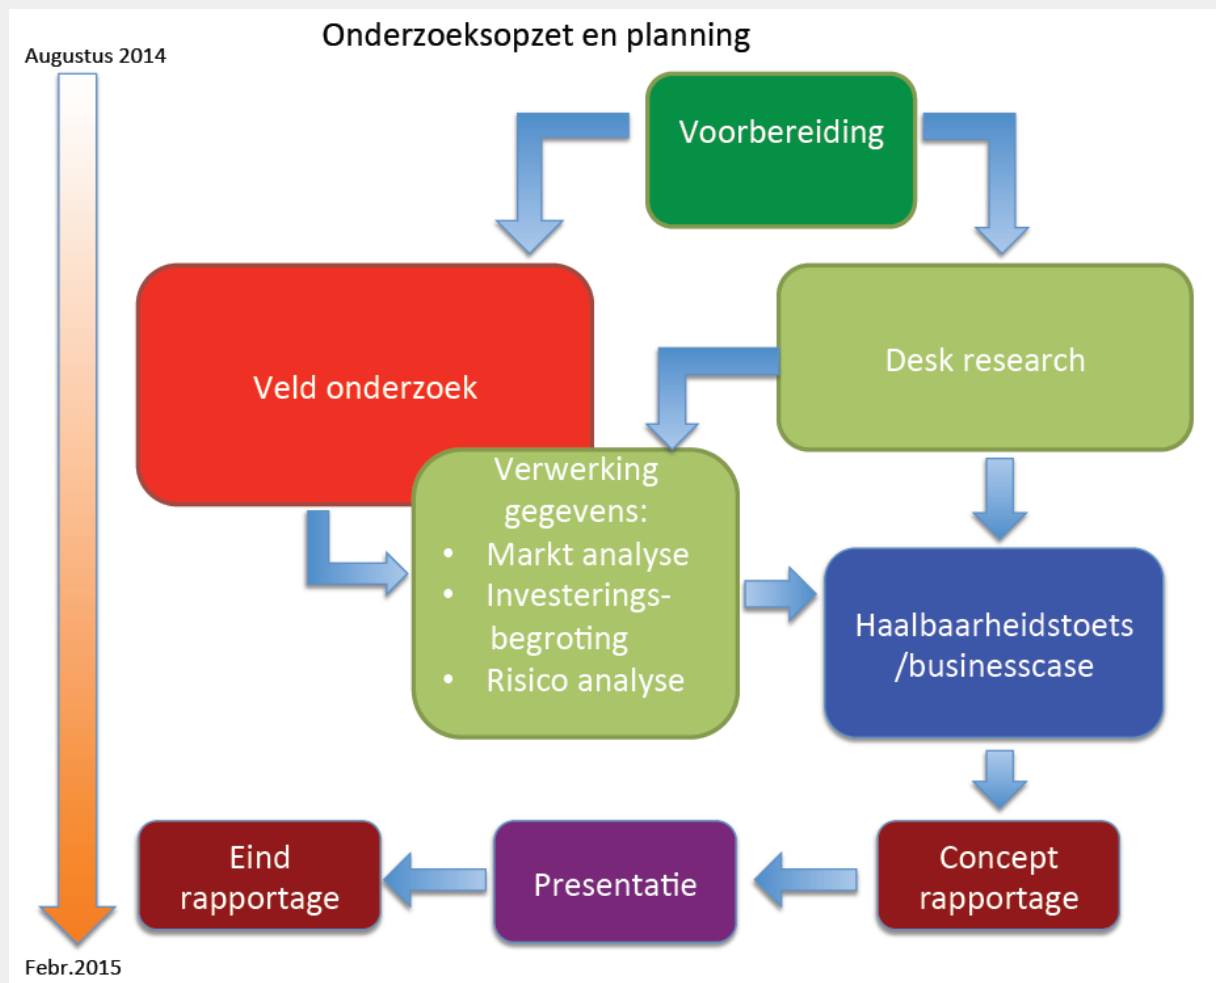 Onderzoeksopzet en planning
Augustus 2014
Voorbereiding
Veld onderzoek
Desk research
Verwerking
gegevens:
• Markt analyse
• Investerings-
begroting
• Risico analyse
Haalbaarheidstoets
/businesscase
Eind
rapportage
Presentatie
Concept
rapportage
Febr.2015